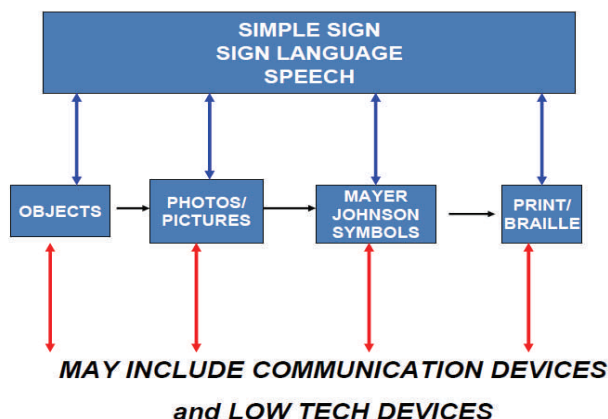 SIMPLE SIGN
SIGN LANGUAGE
SPEECH
OBJECTS
PHOTOS/
PICTURES
MAYER
JOHNSON
SYMBOLS
PRINT/
BRAILLE
MAY INCLUDE COMMUNICATION DEVICES
and LOW TECH DEVICES